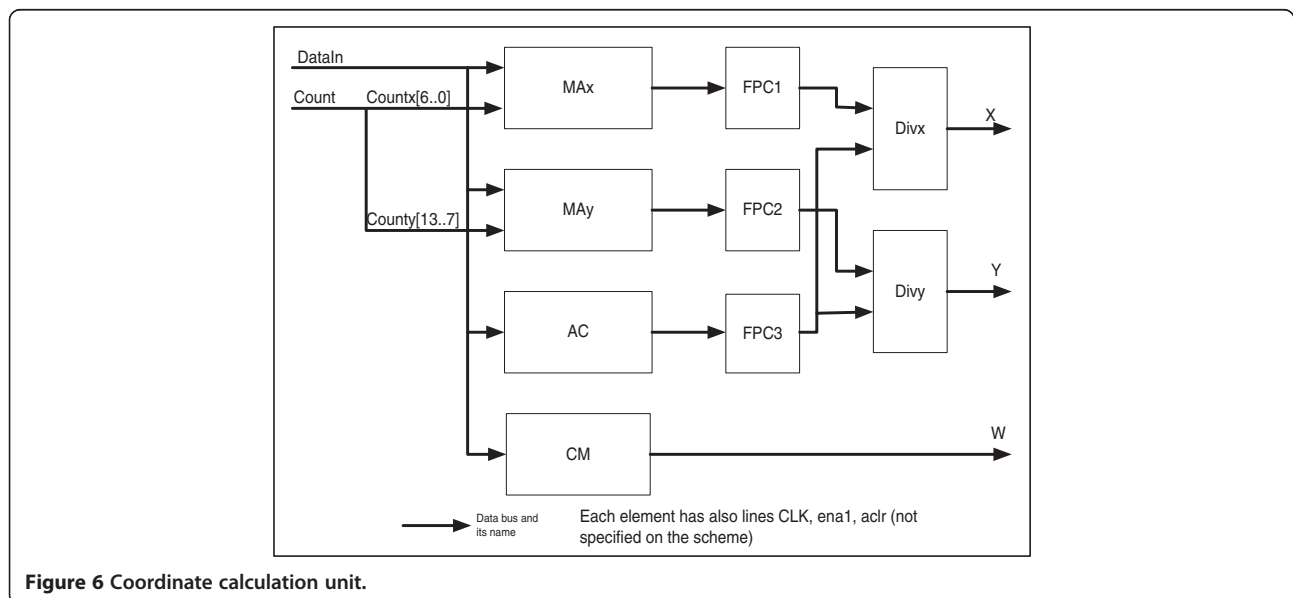 DataIn
Count
Countx[6..0]
MAx
FPC1
Divx
X
MAy
County[13..7]
FPC2
Divy
Y
AC
FPC3
CM
W
Data bus and
its name
Each element has also lines CLK, ena1, aclr (not
specified on the scheme)
Figure 6 Coordinate calculation unit.